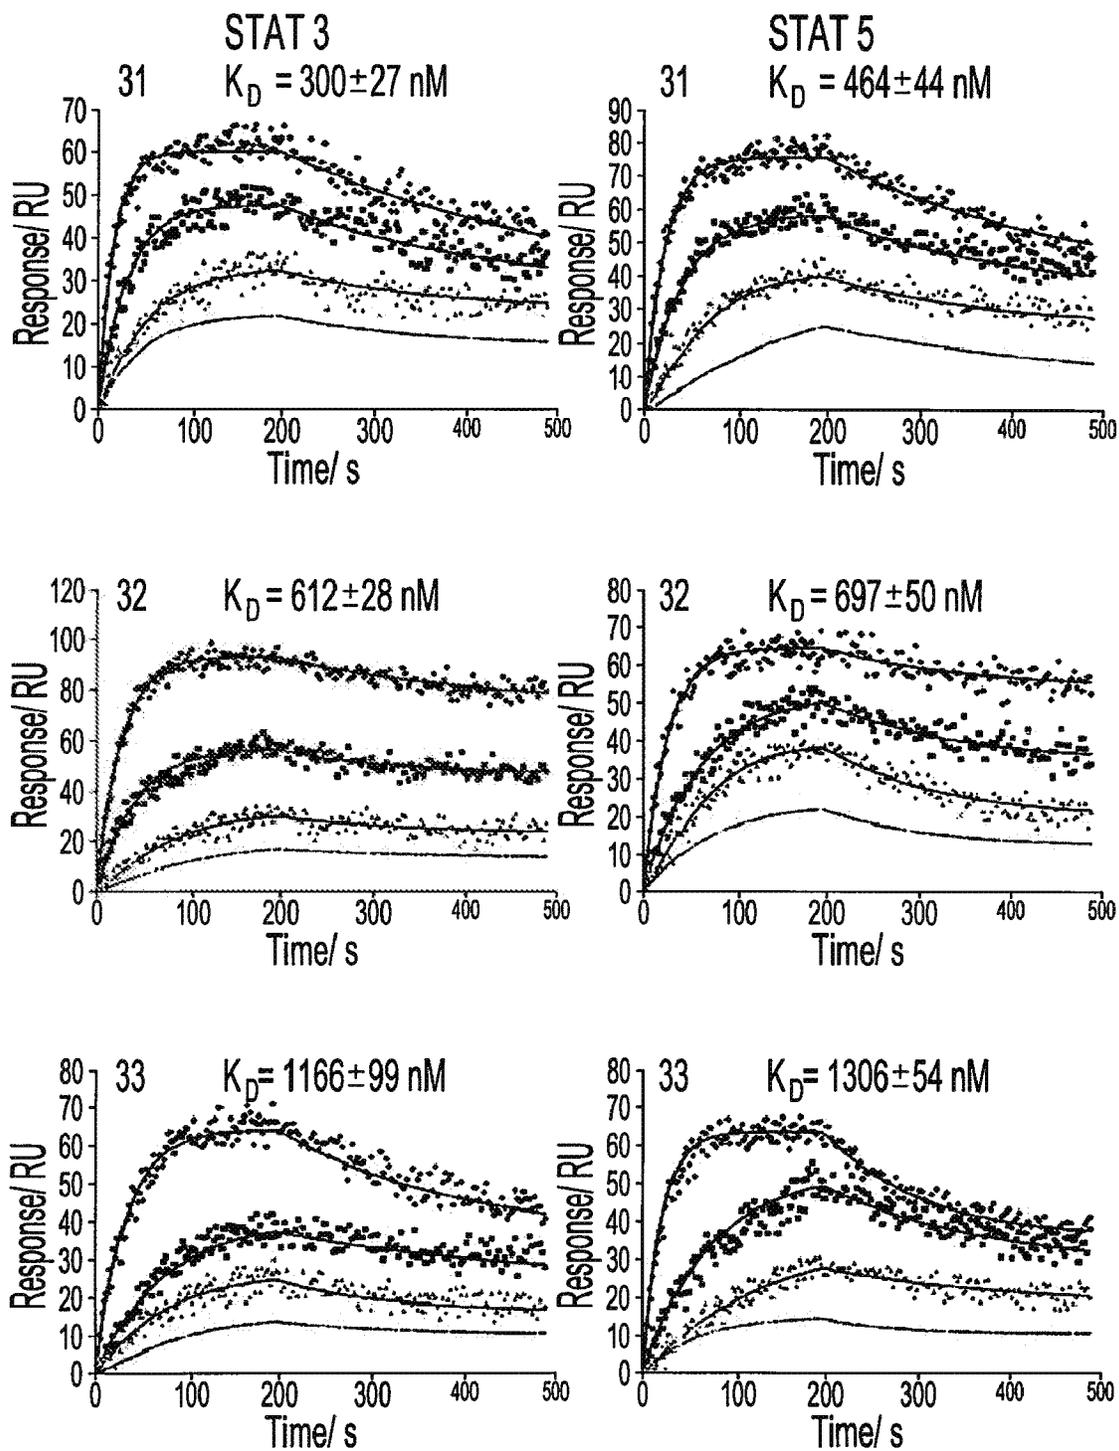 STAT 3
STAT 5
31 K_D = 300±27 nM
31 K_D = 464±44 nM
70
60
50
40
30
20
10
0
Response/ RU
0 100 200 300 400 500
Time/ s
90
80
70
60
50
40
30
20
10
0
Response/ RU
0 100 200 300 400 500
Time/ s
32 K_D = 612±28 nM
32 K_D = 697±50 nM
120
100
80
60
40
20
0
Response/ RU
0 100 200 300 400 500
Time/ s
80
70
60
50
40
30
20
10
0
Response/ RU
0 100 200 300 400 500
Time/ s
33 K_D= 1166±99 nM
33 K_D= 1306±54 nM
80
70
60
50
40
30
20
10
0
Response/ RU
0 100 200 300 400 500
Time/ s
80
70
60
50
40
30
20
10
0
Response/ RU
0 100 200 300 400 500
Time/ s